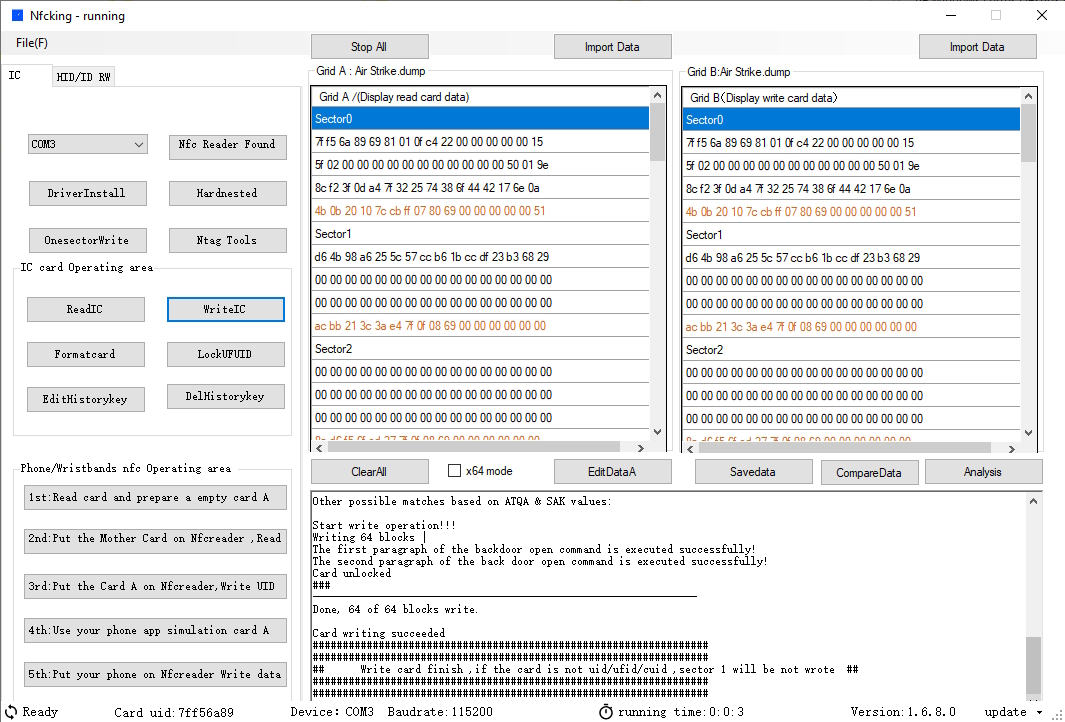 Nfcking - running
File(F)
Stop All
Import Data
Import Data
IC
HID/ID RW
Grid A : Air Strike.dump
Grid B:Air Strike.dump
COM3
Nfc Reader Found
DriverInstall
Hardnested
OnesectorWrite
Ntag Tools
IC card Operating area
ReadIC
WriteIC
Formatcard
LockUFUID
EditHistorykey
DelHistorykey
Phone/Wristbands nfc Operating area
1st:Read card and prepare a empty card A
2nd:Put the Mother Card on Nfcreader ,Read
3rd:Put the Card A on Nfcreader,Write UID
4th:Use your phone app simulation card A
5th:Put your phone on Nfcreader Write data
Grid A /(Display read card data)
Sector0
7f f5 6a 89 69 81 01 0f c4 22 00 00 00 00 00 15
5f 02 00 00 00 00 00 00 00 00 00 00 00 50 01 9e
8c f2 3f 0d a4 7f 32 25 74 38 6f 44 42 17 6e 0a
4b 0b 20 10 7c cb ff 07 80 69 00 00 00 00 00 51
Sector1
d6 4b 98 a6 25 5c 57 cc b6 1b cc df 23 b3 68 29
00 00 00 00 00 00 00 00 00 00 00 00 00 00 00 00
00 00 00 00 00 00 00 00 00 00 00 00 00 00 00 00
ac bb 21 3c 3a e4 7f 0f 08 69 00 00 00 00 00 00
Sector2
00 00 00 00 00 00 00 00 00 00 00 00 00 00 00 00
00 00 00 00 00 00 00 00 00 00 00 00 00 00 00 00
00 00 00 00 00 00 00 00 00 00 00 00 00 00 00 00
Grid B(Display write card data)
Sector0
7f f5 6a 89 69 81 01 0f c4 22 00 00 00 00 00 15
5f 02 00 00 00 00 00 00 00 00 00 00 00 50 01 9e
8c f2 3f 0d a4 7f 32 25 74 38 6f 44 42 17 6e 0a
4b 0b 20 10 7c cb ff 07 80 69 00 00 00 00 00 51
Sector1
d6 4b 98 a6 25 5c 57 cc b6 1b cc df 23 b3 68 29
00 00 00 00 00 00 00 00 00 00 00 00 00 00 00 00
00 00 00 00 00 00 00 00 00 00 00 00 00 00 00 00
ac bb 21 3c 3a e4 7f 0f 08 69 00 00 00 00 00 00
Sector2
00 00 00 00 00 00 00 00 00 00 00 00 00 00 00 00
00 00 00 00 00 00 00 00 00 00 00 00 00 00 00 00
00 00 00 00 00 00 00 00 00 00 00 00 00 00 00 00
ClearAll
x64 mode
EditDataA
Savedata
CompareData
Analysis
Other possible matches based on ATQA & SAK values:
Start write operation!!!
Writing 64 blocks |
The first paragraph of the backdoor open command is executed successfully!
The second paragraph of the back door open command is executed successfully!
Card unlocked
###
Done, 64 of 64 blocks write.
Card writing succeeded
##################################################################
##################################################################
## Write card finish ,if the card is not uid/ufid/cuid ,sector 1 will be not wrote ##
##################################################################
##################################################################
Ready
Card uid:7ff56a89
Device: COM3
Baudrate:115200
running time:0:0:3
Version:1.6.8.0
update